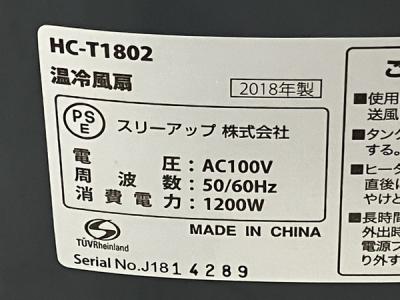 HC-T1802
温冷風扇
2018年製
PSE
スリーアップ 株式会社
電圧:AC100V
周波数:50/60Hz
消費電力:1200W
TÜVRheinland
MADE IN CHINA
Serial No.J1814289
■使用
送風
■タンク
する。
■ヒータ
直後に
やけど
■長時間
外出時
電源プ
り外す